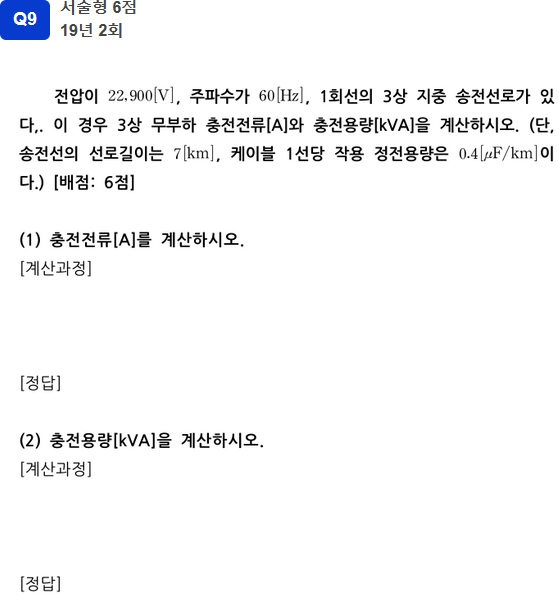 Q9
서술형 6점
19년 2회
전압이 22,900[V], 주파수가 60[Hz], 1회선의 3상 지중 송전선로가 있
다,. 이 경우 3상 무부하 충전전류[A]와 충전용량[kVA]을 계산하시오. (단,
송전선의 선로길이는 7[km], 케이블 1선당 작용 정전용량은 0.4[μF/km]이
다.) [배점: 6점]
(1) 충전전류[A]를 계산하시오.
[계산과정]
[정답]
(2) 충전용량[kVA]을 계산하시오.
[계산과정]
[정답]